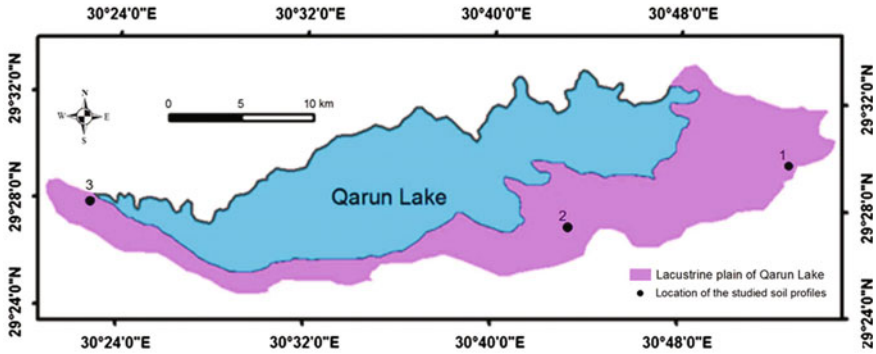 30°24'0"E 30°32'0"E 30°40'0"E 30°48'0"E
29°32'0"N
29°28'0"N
29°24'0"N
N
W E
S
0 5 10 km
Qarun Lake
1
2
3
Lacustrine plain of Qarun Lake
Location of the studied soil profiles
29°32'0"N
29°28'0"N
29°24'0"N
30°24'0"E 30°32'0"E 30°40'0"E 30°48'0"E